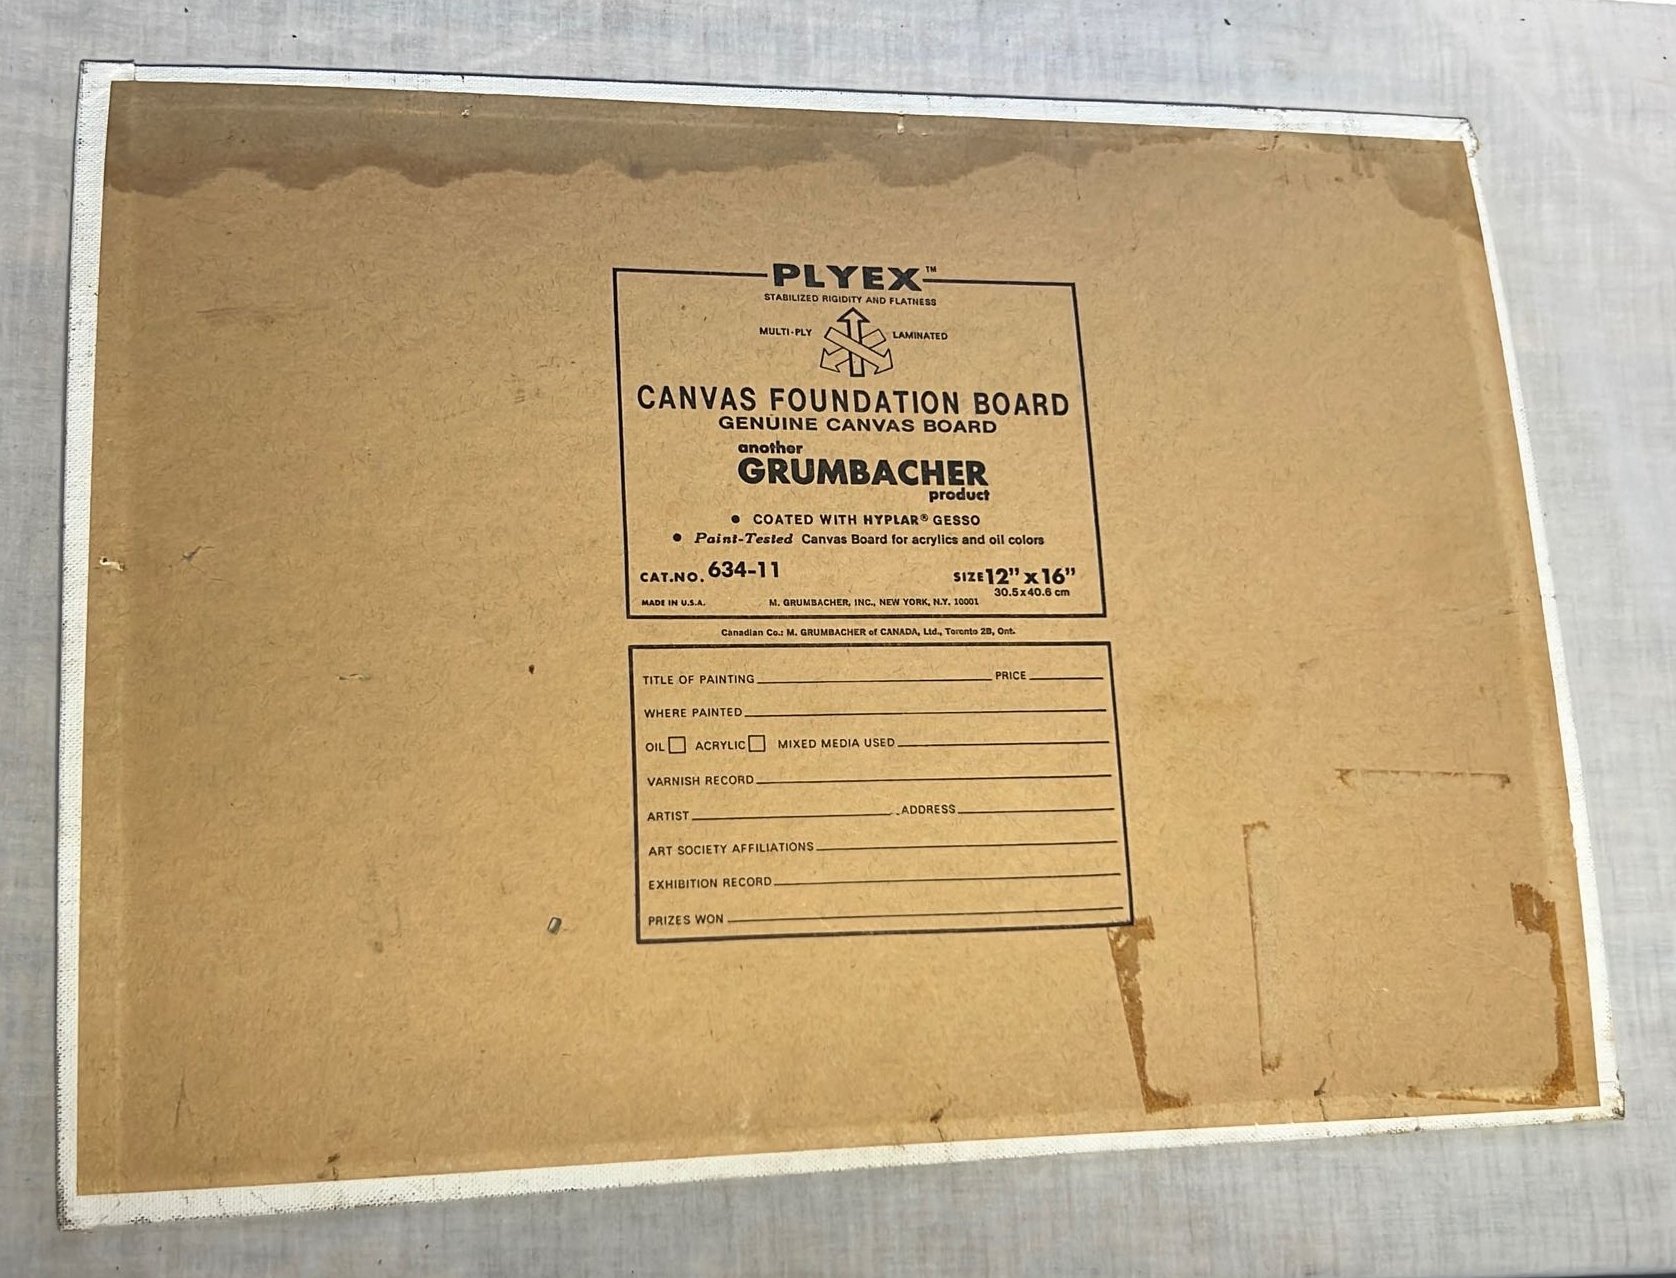 PLYEX™
STABILIZED RIGIDITY AND FLATNESS
MULTI-PLY LAMINATED
CANVAS FOUNDATION BOARD
GENUINE CANVAS BOARD
another
GRUMBACHER
product
• COATED WITH HYPLAR® GESSO
• Paint-Tested Canvas Board for acrylics and oil colors
CAT.NO. 634-11 SIZE 12” x 16”
30.5x40.6 cm
MADE IN U.S.A. M. GRUMBACHER, INC., NEW YORK, N.Y. 10001
Canadian Co.: M. GRUMBACHER of CANADA, Ltd., Toronto 2B, Ont.
TITLE OF PAINTING PRICE
WHERE PAINTED
OIL ACRYLIC MIXED MEDIA USED
VARNISH RECORD
ARTIST ADDRESS
ART SOCIETY AFFILIATIONS
EXHIBITION RECORD
PRIZES WON